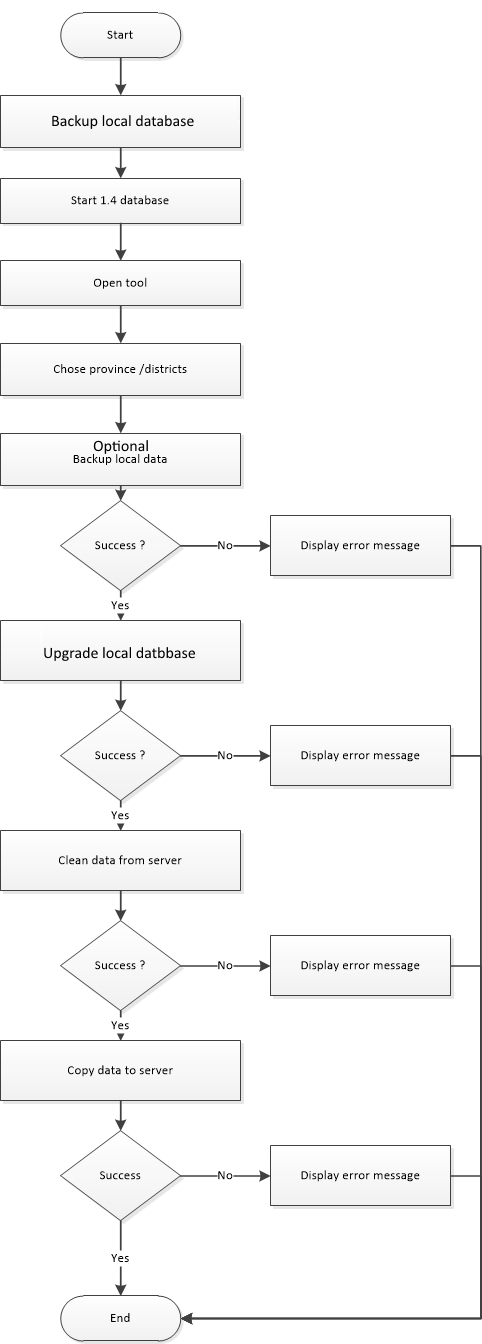 Start
Backup local database
Start 1.4 database
Open tool
Chose province /districts
Optional
Backup local data
Success ?
No
Display error message
Yes
Upgrade local datbbase
Success ?
No
Display error message
Yes
Clean data from server
Success ?
No
Display error message
Yes
Copy data to server
Success
No
Display error message
Yes
End